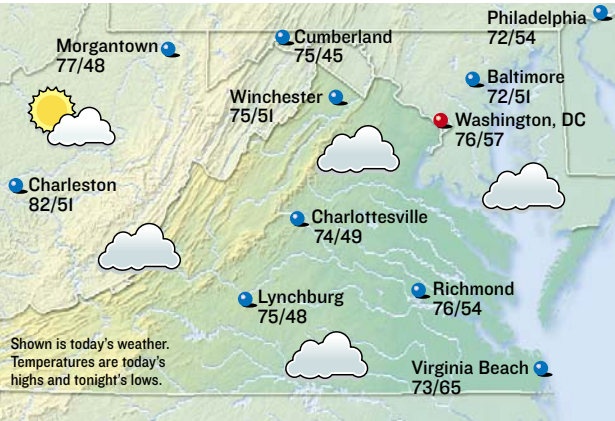 Philadelphia
72/54
Morgantown
77/48
Cumberland
75/45
Baltimore
72/51
Winchester
75/51
Washington, DC
76/57
Charleston
82/51
Charlottesville
74/49
Lynchburg
75/48
Richmond
76/54
Shown is today's weather.
Temperatures are today's
highs and tonight's lows.
Virginia Beach
73/65